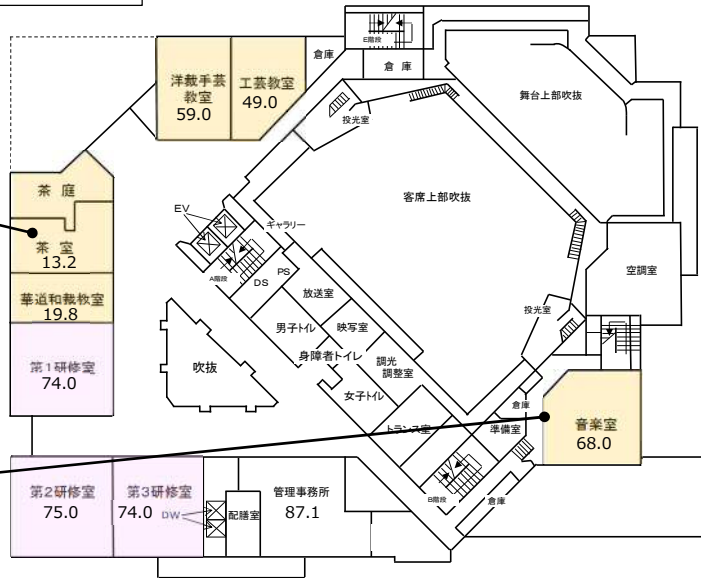 E階段
倉庫
倉 庫
洋裁手芸
教室
59.0
工芸教室
49.0
舞台上部吹抜
投光室
茶 庭
客席上部吹抜
EV
ギャラリー
茶 室
13.2
A階段
DS
PS
空調室
華道和裁教室
19.8
放送室
投光室
男子トイレ
映写室
身障者トイレ
第1研修室
74.0
吹抜
調光
調整室
女子トイレ
倉庫
トランス室
準備室
音楽室
68.0
第2研修室
75.0
第3研修室
74.0
DW
配膳室
管理事務所
87.1
B階段
倉庫